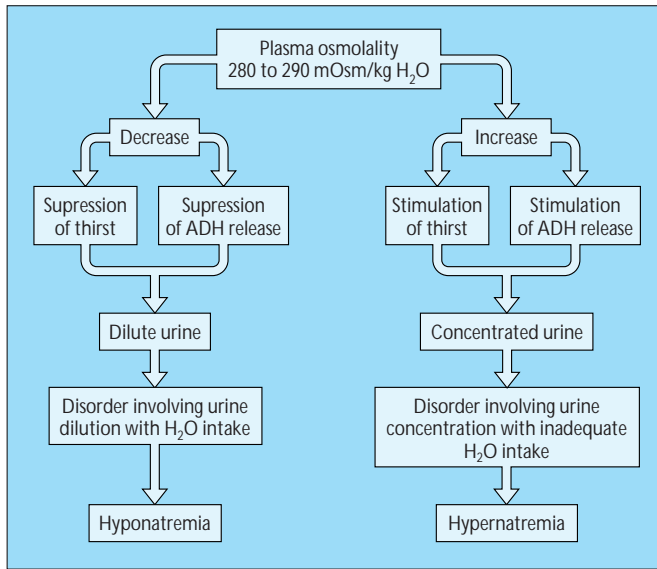 Plasma osmolality
280 to 290 mOsm/kg H₂O
Decrease
Increase
Supression
of thirst
Supression
of ADH release
Stimulation
of thirst
Stimulation
of ADH release
Dilute urine
Concentrated urine
Disorder involving urine
dilution with H₂O intake
Disorder involving urine
concentration with inadequate
H₂O intake
Hyponatremia
Hypernatremia